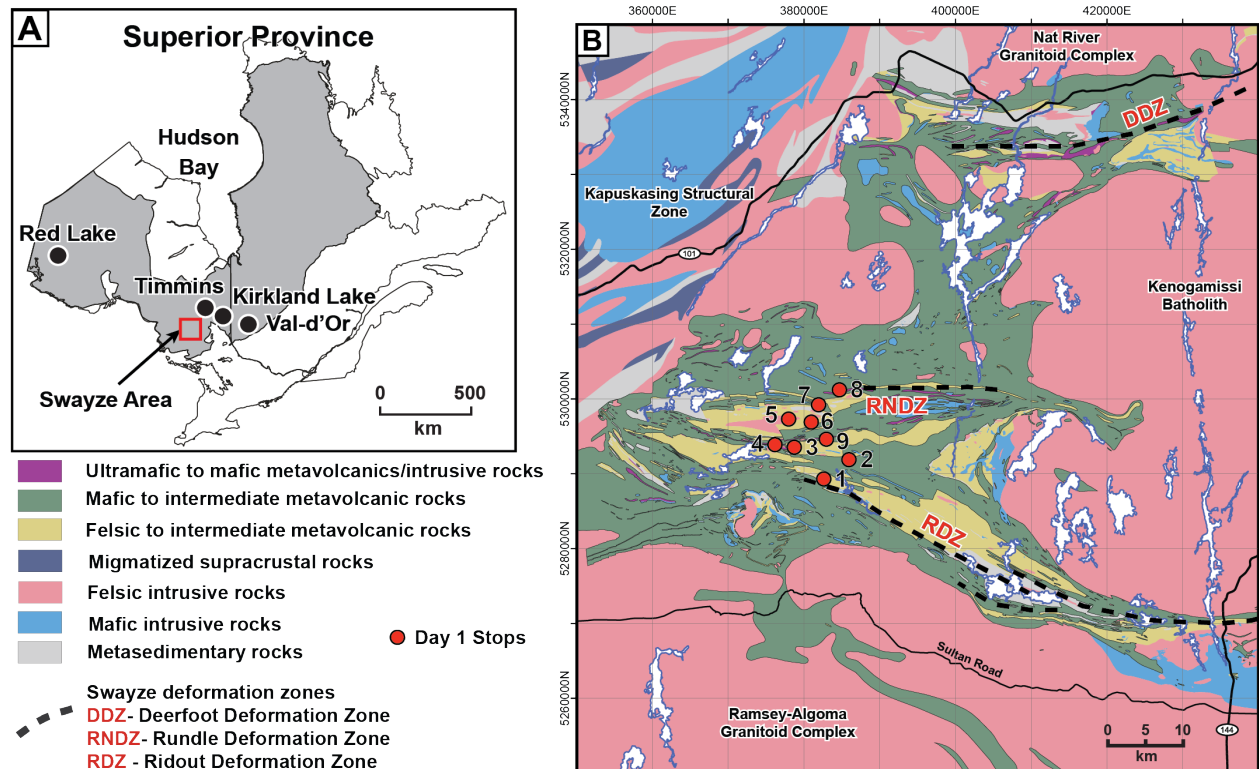 A
Superior Province
Hudson
Bay
Red Lake
Timmins
Kirkland Lake
Val-d'Or
Swayze Area
0 500
km
Ultramafic to mafic metavolcanics/intrusive rocks
Mafic to intermediate metavolcanic rocks
Felsic to intermediate metavolcanic rocks
Migmatized supracrustal rocks
Felsic intrusive rocks
Mafic intrusive rocks
Metasedimentary rocks
Day 1 Stops
Swayze deformation zones
DDZ- Deerfoot Deformation Zone
RNDZ- Rundle Deformation Zone
RDZ - Ridout Deformation Zone
360000E 380000E 400000E 420000E
B
Nat River
Granitoid Complex
5340000N
DDZ
Kapuskasing Structural
Zone
5320000N
101
Kenogamissi
Batholith
5300000N
8
7
RNDZ
5
6
9
4
3
2
1
RDZ
5280000N
Sultan Road
5260000N
Ramsey-Algoma
Granitoid Complex
144
0 5 10
km